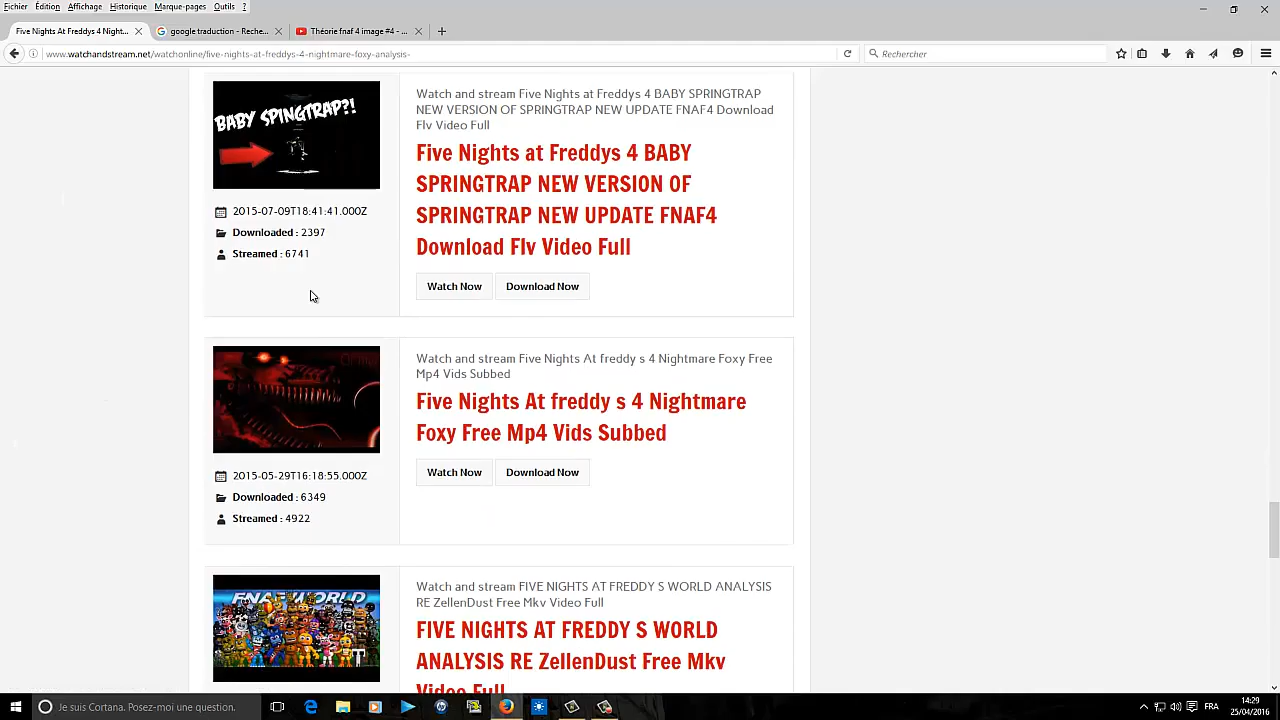 Fichier Édition Affichage Historique Marque-pages Outils ?
Five Nights At Freddys 4 Night...
google traduction - Reche...
Théorie fnaf 4 image #4 - ...
www.watchandstream.net/watchonline/five-nights-at-freddys-4-nightmare-foxy-analysis-
Rechercher
BABY SPINGTRAP?!
2015-07-09T18:41:41.000Z
Downloaded : 2397
Streamed : 6741
Watch and stream Five Nights at Freddys 4 BABY SPRINGTRAP
NEW VERSION OF SPRINGTRAP NEW UPDATE FNAF4 Download
Flv Video Full
Five Nights at Freddys 4 BABY
SPRINGTRAP NEW VERSION OF
SPRINGTRAP NEW UPDATE FNAF4
Download Flv Video Full
Watch Now Download Now
2015-05-29T16:18:55.000Z
Downloaded : 6349
Streamed : 4922
Watch and stream Five Nights At freddy s 4 Nightmare Foxy Free
Mp4 Vids Subbed
Five Nights At freddy s 4 Nightmare
Foxy Free Mp4 Vids Subbed
Watch Now Download Now
FNAF WORLD
Watch and stream FIVE NIGHTS AT FREDDY S WORLD ANALYSIS
RE ZellenDust Free Mkv Video Full
FIVE NIGHTS AT FREDDY S WORLD
ANALYSIS RE ZellenDust Free Mkv
Video Full
Je suis Cortana. Posez-moi une question.
FRA
14:29
25/04/2016